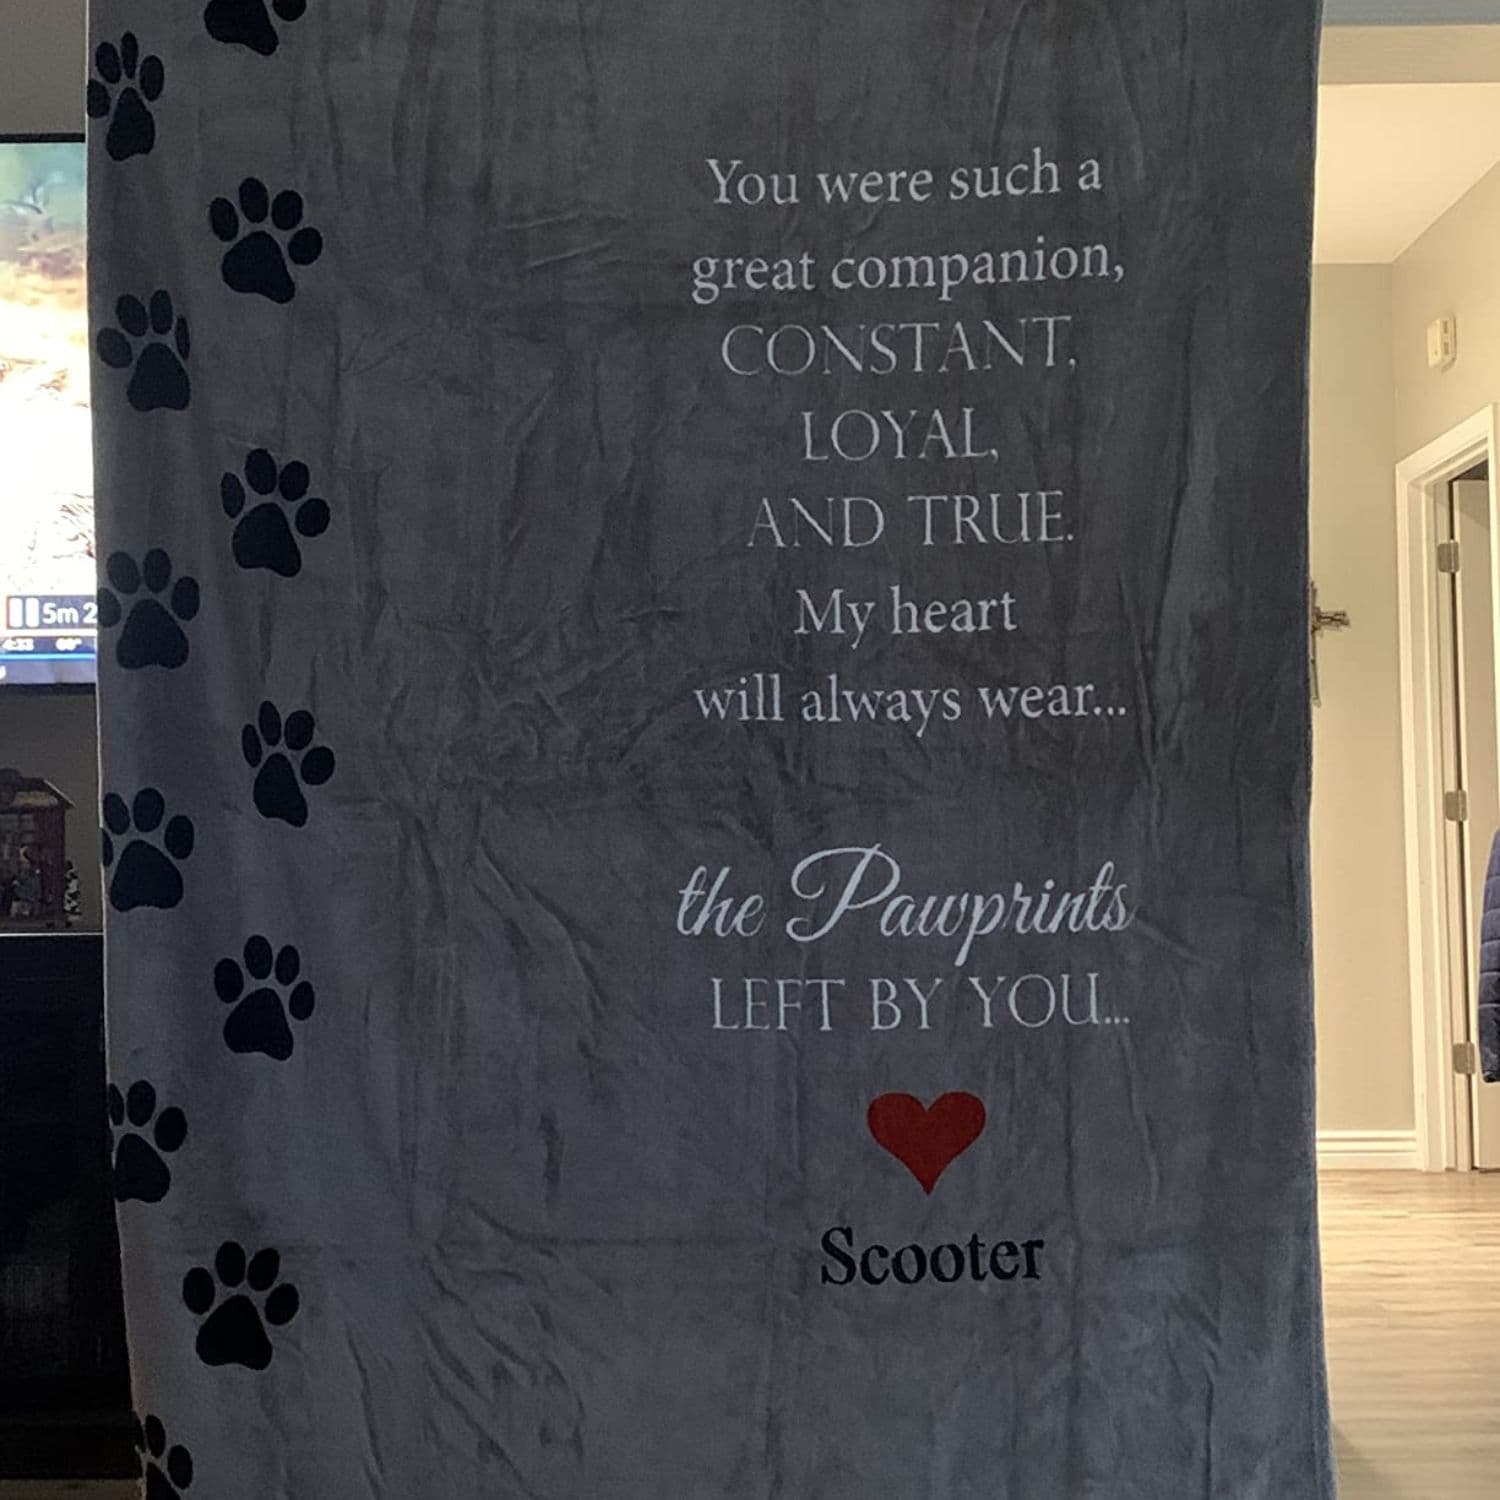 You were such a
great companion,
CONSTANT,
LOYAL,
AND TRUE.
My heart
will always wear...
the Pawprints
LEFT BY YOU...
Scooter
5m 2